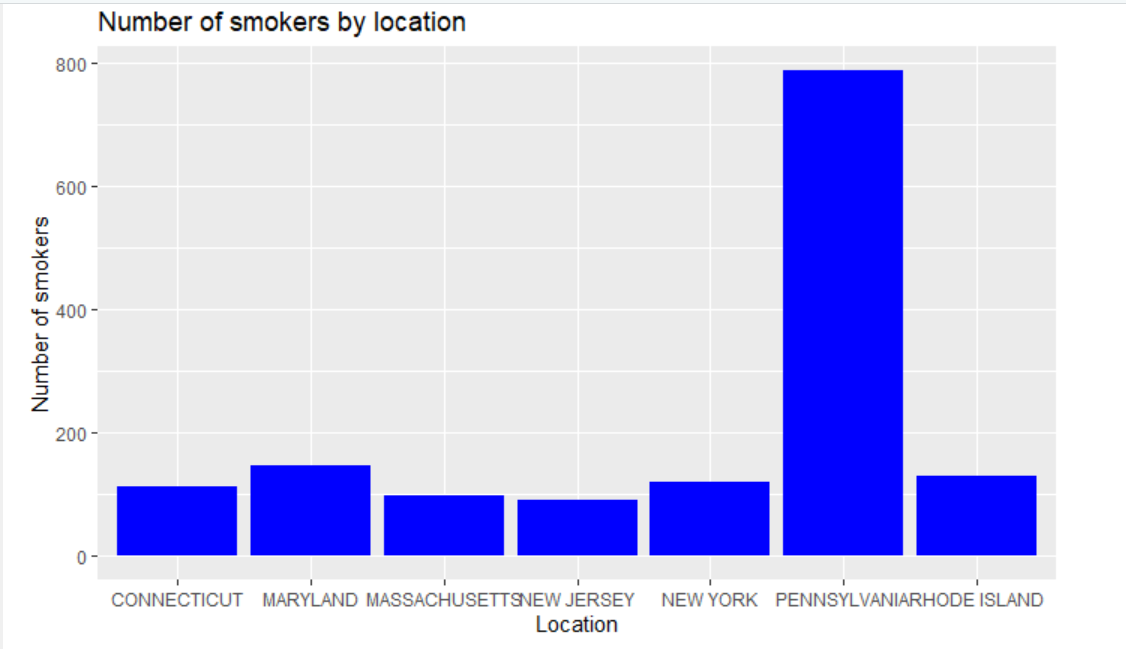 Number of smokers by location
800
600
400
200
0
Number of smokers
CONNECTICUT MARYLAND MASSACHUSETTS NEW JERSEY NEW YORK PENNSYLVANIA RHODE ISLAND
Location